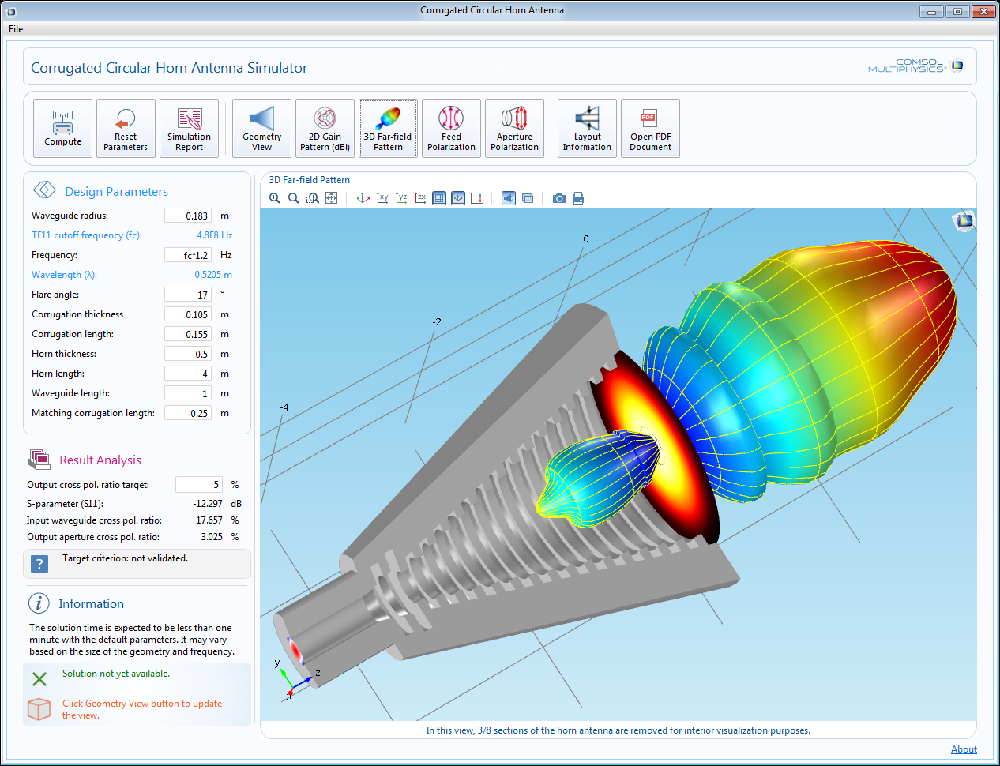 Corrugated Circular Horn Antenna
File
Corrugated Circular Horn Antenna Simulator
COMSOL
MULTIPHYSICS®
Compute
Reset
Parameters
Simulation
Report
Geometry
View
2D Gain
Pattern (dBi)
3D Far-field
Pattern
Feed
Polarization
Aperture
Polarization
Layout
Information
PDF
Open PDF
Document
Design Parameters
Waveguide radius: 0.183 m
TE11 cutoff frequency (fc): 4.8E8 Hz
Frequency: fc*1.2 Hz
Wavelength (λ): 0.5205 m
Flare angle: 17 °
Corrugation thickness 0.105 m
Corrugation length: 0.155 m
Horn thickness: 0.5 m
Horn length: 4 m
Waveguide length: 1 m
Matching corrugation length: 0.25 m
Result Analysis
Output cross pol. ratio target: 5 %
S-parameter (S11): -12.297 dB
Input waveguide cross pol. ratio: 17.657 %
Output aperture cross pol. ratio: 3.025 %
? Target criterion: not validated.
i Information
The solution time is expected to be less than one
minute with the default parameters. It may vary
based on the size of the geometry and frequency.
Solution not yet available.
Click Geometry View button to update
the view.
3D Far-field Pattern
xy yz zx
0
-2
-4
y
z
x
In this view, 3/8 sections of the horn antenna are removed for interior visualization purposes.
About